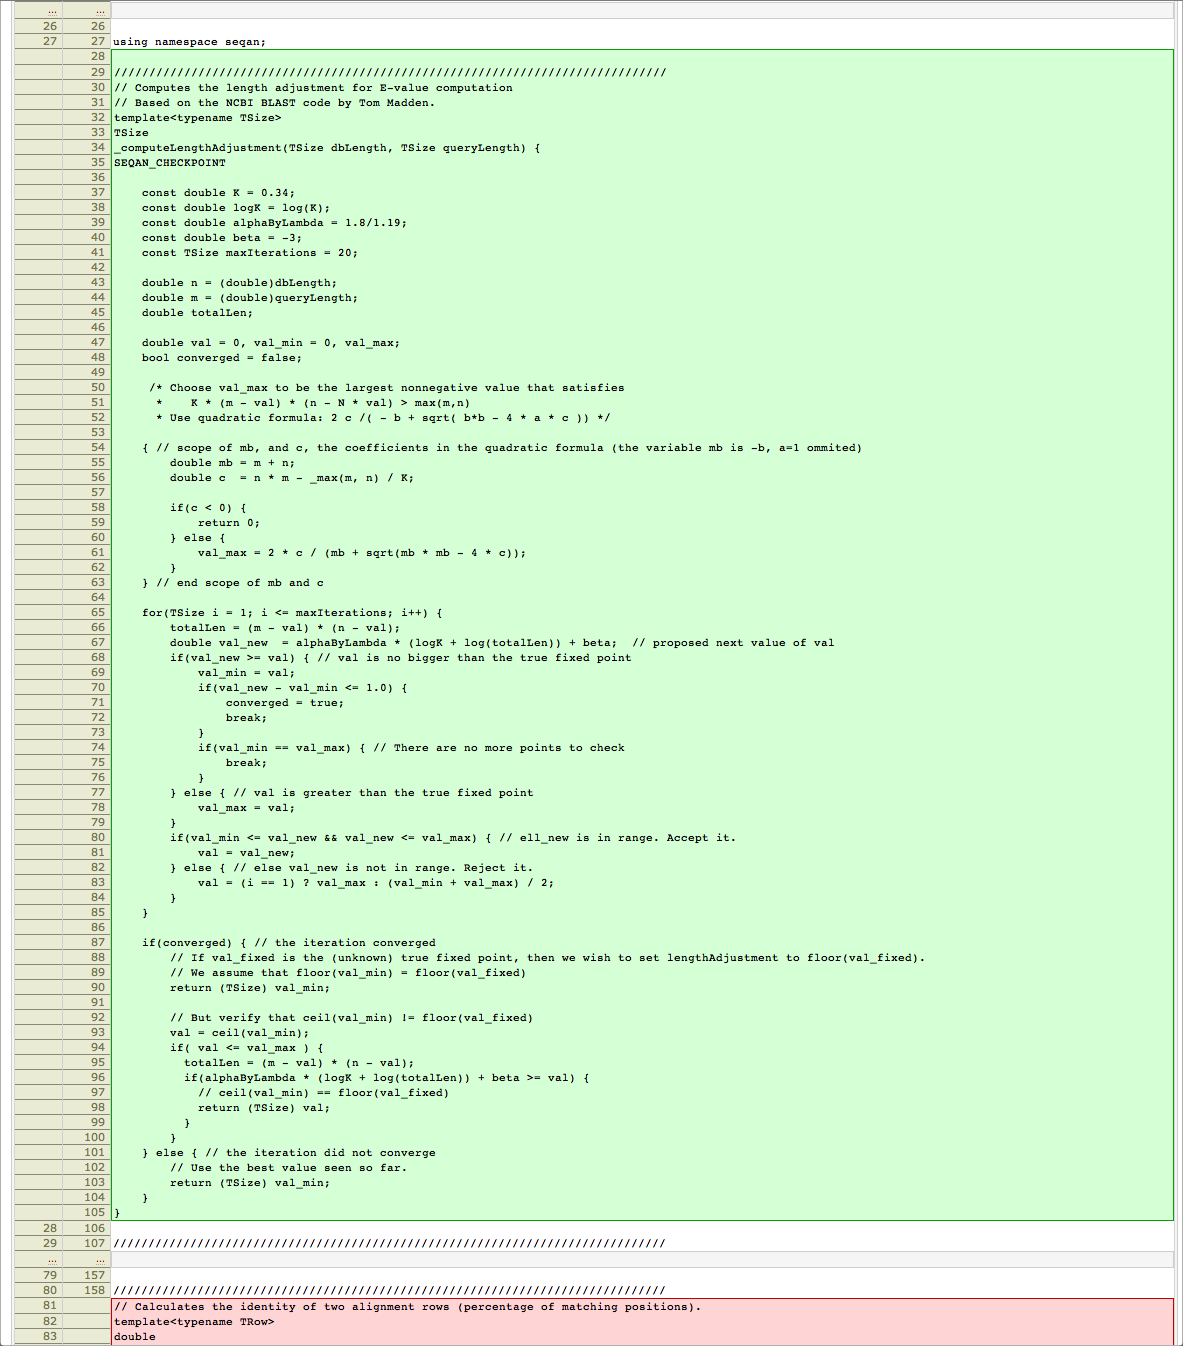 ... ...
26 26
27 27 using namespace seqan;
28
29 ///////////////////////////////////////////////////////////////////////////////
30 // Computes the length adjustment for E-value computation
31 // Based on the NCBI BLAST code by Tom Madden.
32 template<typename TSize>
33 TSize
34 _computeLengthAdjustment(TSize dbLength, TSize queryLength) {
35 SEQAN_CHECKPOINT
36
37     const double K = 0.34;
38     const double logK = log(K);
39     const double alphaByLambda = 1.8/1.19;
40     const double beta = -3;
41     const TSize maxIterations = 20;
42
43     double n = (double)dbLength;
44     double m = (double)queryLength;
45     double totalLen;
46
47     double val = 0, val_min = 0, val_max;
48     bool converged = false;
49
50      /* Choose val_max to be the largest nonnegative value that satisfies
51       *    K * (m - val) * (n - N * val) > max(m,n)
52       * Use quadratic formula: 2 c /( - b + sqrt( b*b - 4 * a * c )) */
53
54     { // scope of mb, and c, the coefficients in the quadratic formula (the variable mb is -b, a=1 ommited)
55         double mb = m + n;
56         double c  = n * m - _max(m, n) / K;
57
58         if(c < 0) {
59             return 0;
60         } else {
61             val_max = 2 * c / (mb + sqrt(mb * mb - 4 * c));
62         }
63     } // end scope of mb and c
64
65     for(TSize i = 1; i <= maxIterations; i++) {
66         totalLen = (m - val) * (n - val);
67         double val_new  = alphaByLambda * (logK + log(totalLen)) + beta;  // proposed next value of val
68         if(val_new >= val) { // val is no bigger than the true fixed point
69             val_min = val;
70             if(val_new - val_min <= 1.0) {
71                 converged = true;
72                 break;
73             }
74             if(val_min == val_max) { // There are no more points to check
75                 break;
76             }
77         } else { // val is greater than the true fixed point
78             val_max = val;
79         }
80         if(val_min <= val_new && val_new <= val_max) { // ell_new is in range. Accept it.
81             val = val_new;
82         } else { // else val_new is not in range. Reject it.
83             val = (i == 1) ? val_max : (val_min + val_max) / 2;
84         }
85     }
86
87     if(converged) { // the iteration converged
88         // If val_fixed is the (unknown) true fixed point, then we wish to set lengthAdjustment to floor(val_fixed).
89         // We assume that floor(val_min) = floor(val_fixed)
90         return (TSize) val_min;
91
92         // But verify that ceil(val_min) != floor(val_fixed)
93         val = ceil(val_min);
94         if( val <= val_max ) {
95           totalLen = (m - val) * (n - val);
96           if(alphaByLambda * (logK + log(totalLen)) + beta >= val) {
97             // ceil(val_min) == floor(val_fixed)
98             return (TSize) val;
99           }
100         }
101     } else { // the iteration did not converge
102         // Use the best value seen so far.
103         return (TSize) val_min;
104     }
105 }
28 106
29 107 ///////////////////////////////////////////////////////////////////////////////
... ...
79 157
80 158 ///////////////////////////////////////////////////////////////////////////////
81 // Calculates the identity of two alignment rows (percentage of matching positions).
82 template<typename TRow>
83 double